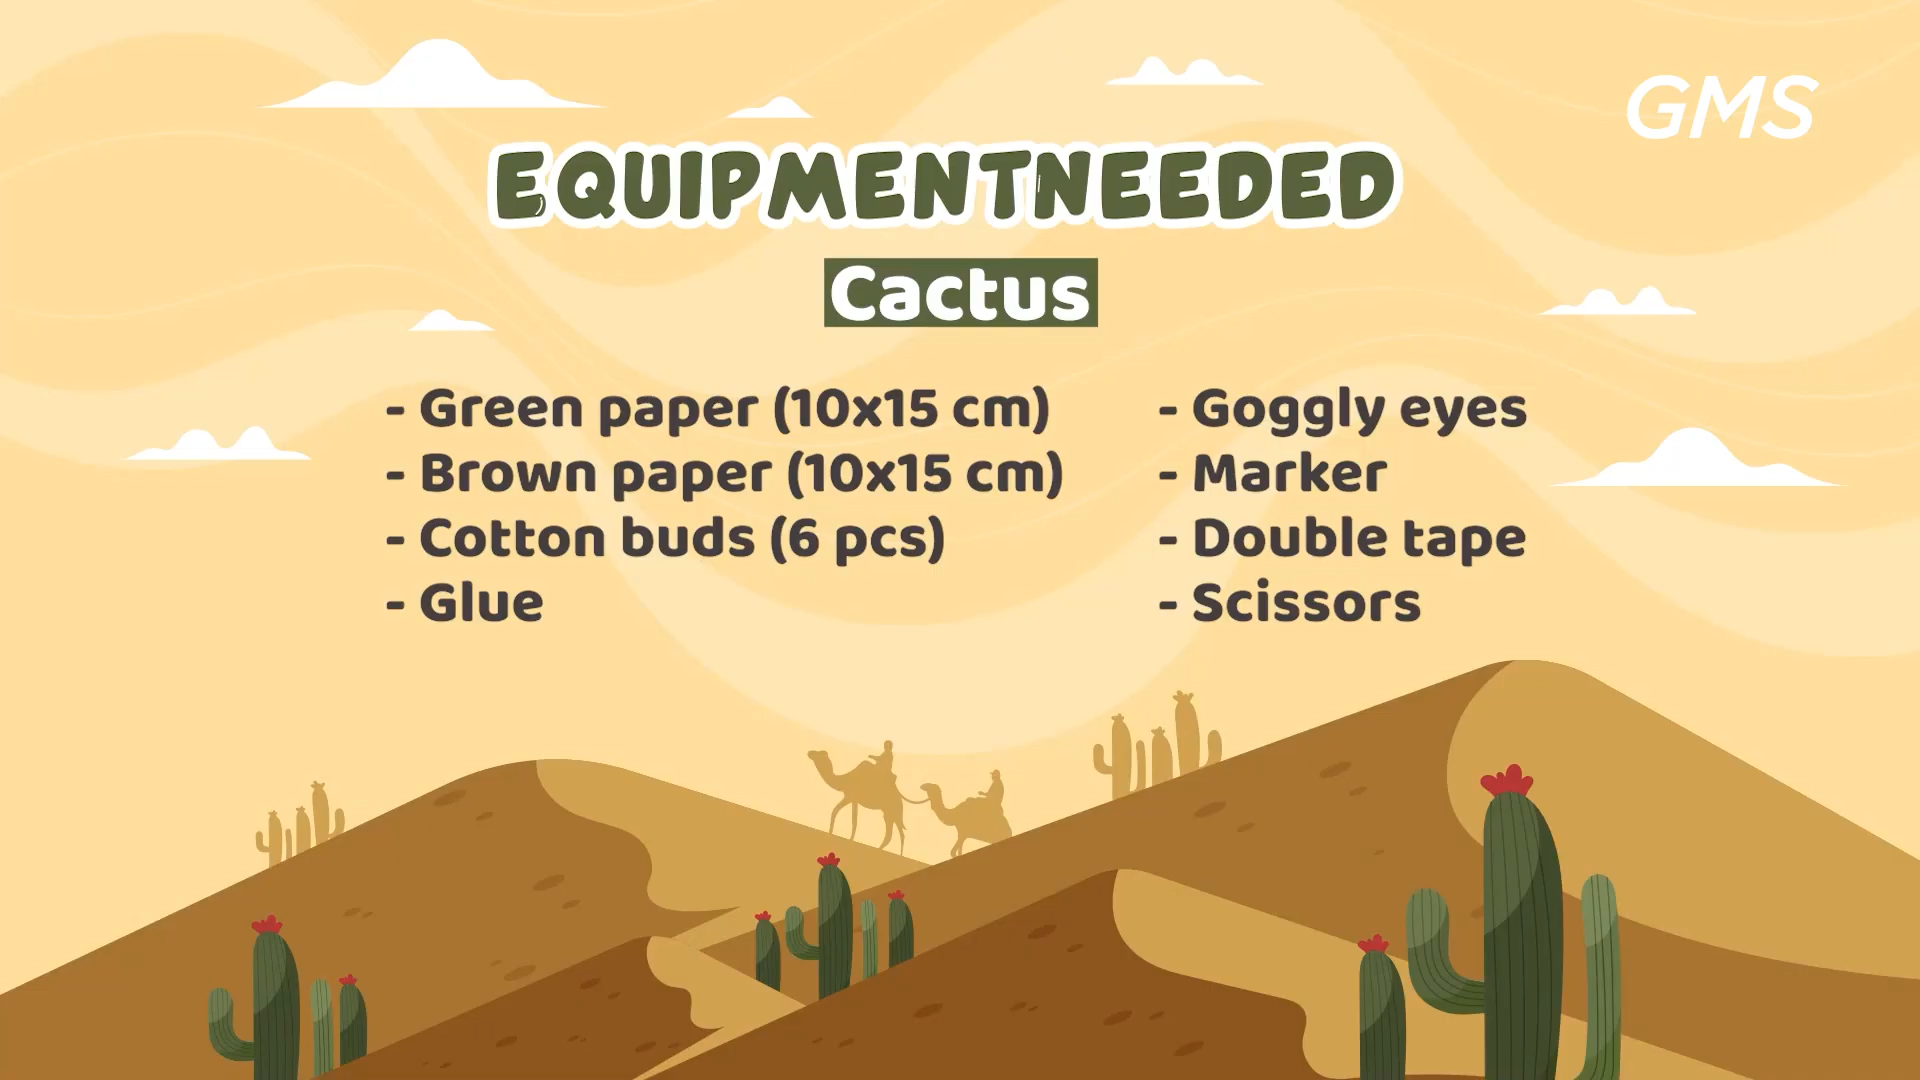 GMS
EQUIPMENTNEEDED
Cactus
- Green paper (10x15 cm)
- Brown paper (10x15 cm)
- Cotton buds (6 pcs)
- Glue
- Goggly eyes
- Marker
- Double tape
- Scissors